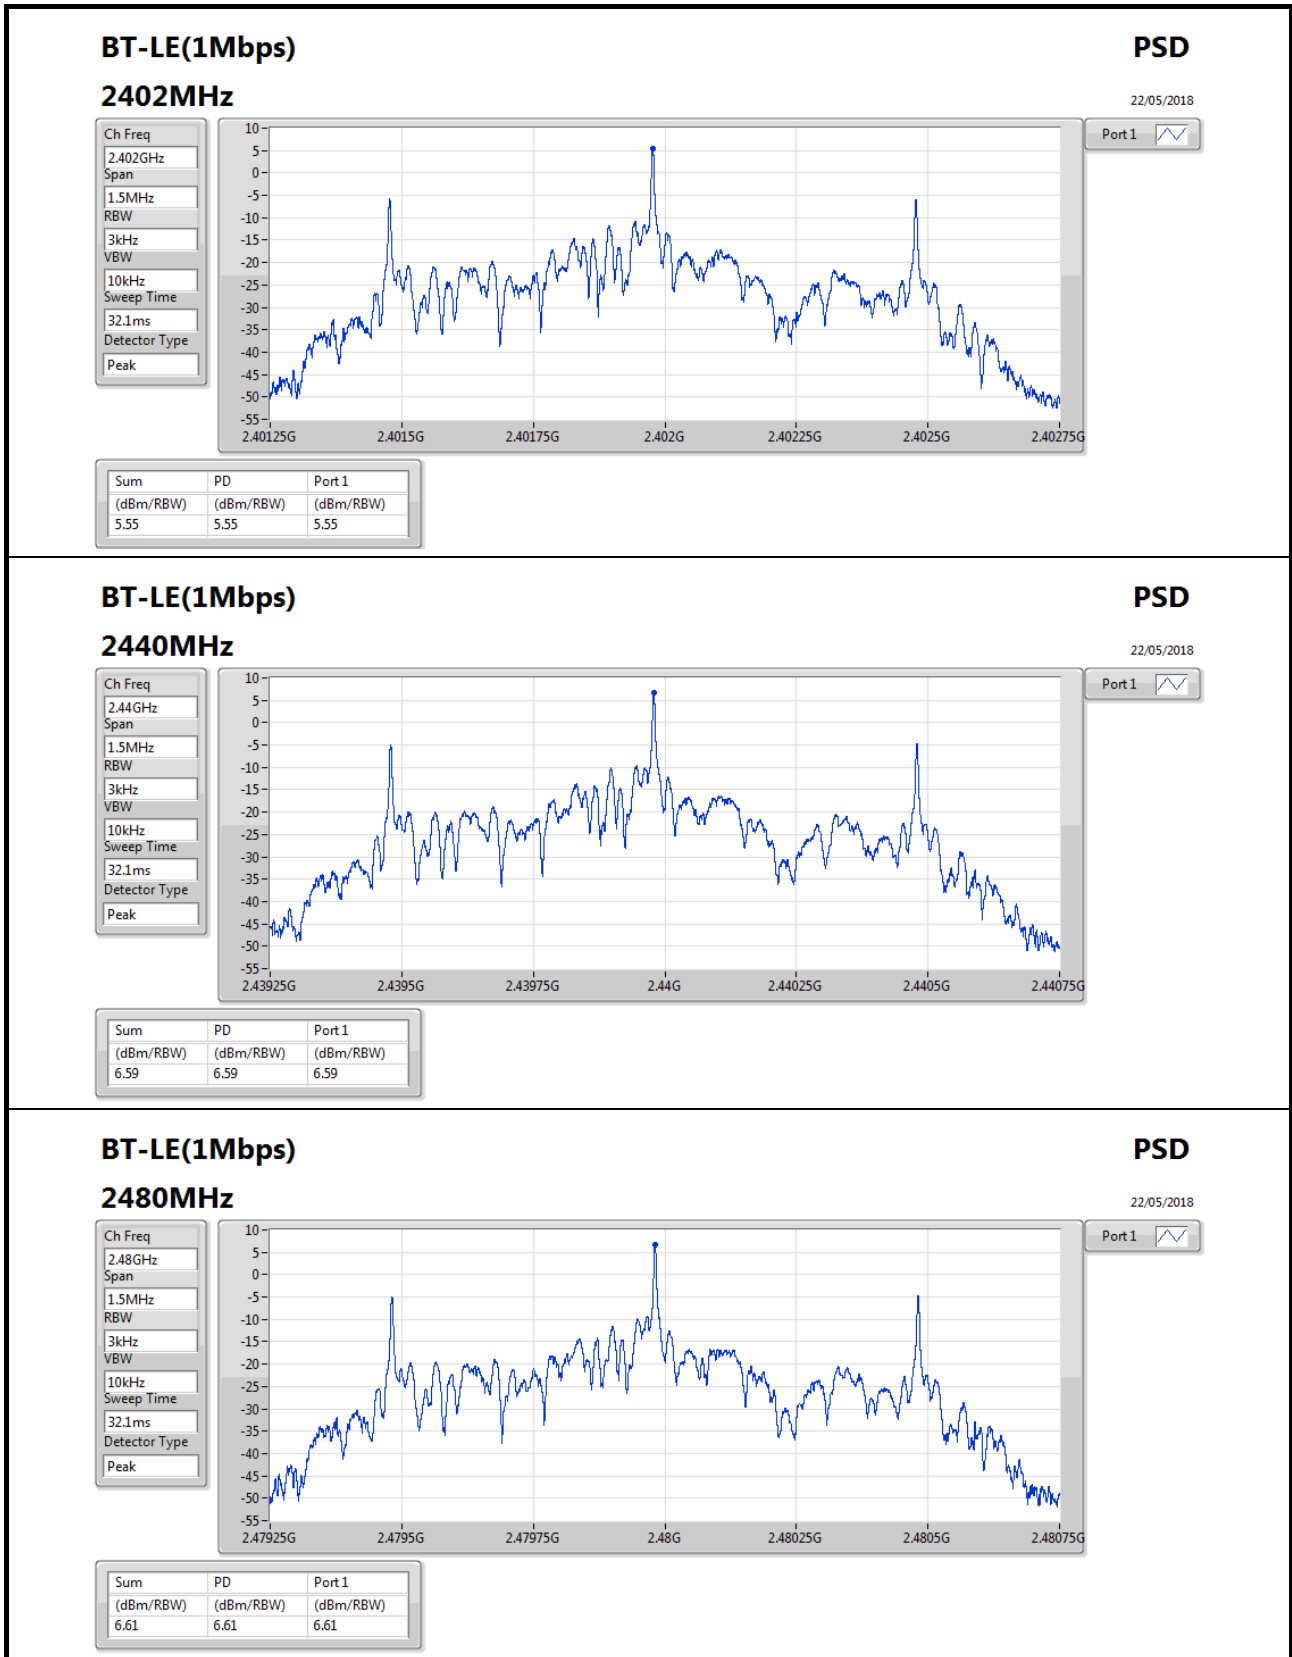 BT-LE(1Mbps) PSD
2402MHz 22/05/2018
Ch Freq
2.402GHz
Span
1.5MHz
RBW
3kHz
VBW
10kHz
Sweep Time
32.1ms
Detector Type
Peak
10
5
0
-5
-10
-15
-20
-25
-30
-35
-40
-45
-50
-55
2.40125G 2.4015G 2.40175G 2.402G 2.40225G 2.4025G 2.40275G
Port 1
Sum PD Port 1
(dBm/RBW) (dBm/RBW) (dBm/RBW)
5.55 5.55 5.55
BT-LE(1Mbps) PSD
2440MHz 22/05/2018
Ch Freq
2.44GHz
Span
1.5MHz
RBW
3kHz
VBW
10kHz
Sweep Time
32.1ms
Detector Type
Peak
10
5
0
-5
-10
-15
-20
-25
-30
-35
-40
-45
-50
-55
2.43925G 2.4395G 2.43975G 2.44G 2.44025G 2.4405G 2.44075G
Port 1
Sum PD Port 1
(dBm/RBW) (dBm/RBW) (dBm/RBW)
6.59 6.59 6.59
BT-LE(1Mbps) PSD
2480MHz 22/05/2018
Ch Freq
2.48GHz
Span
1.5MHz
RBW
3kHz
VBW
10kHz
Sweep Time
32.1ms
Detector Type
Peak
10
5
0
-5
-10
-15
-20
-25
-30
-35
-40
-45
-50
-55
2.47925G 2.4795G 2.47975G 2.48G 2.48025G 2.4805G 2.48075G
Port 1
Sum PD Port 1
(dBm/RBW) (dBm/RBW) (dBm/RBW)
6.61 6.61 6.61